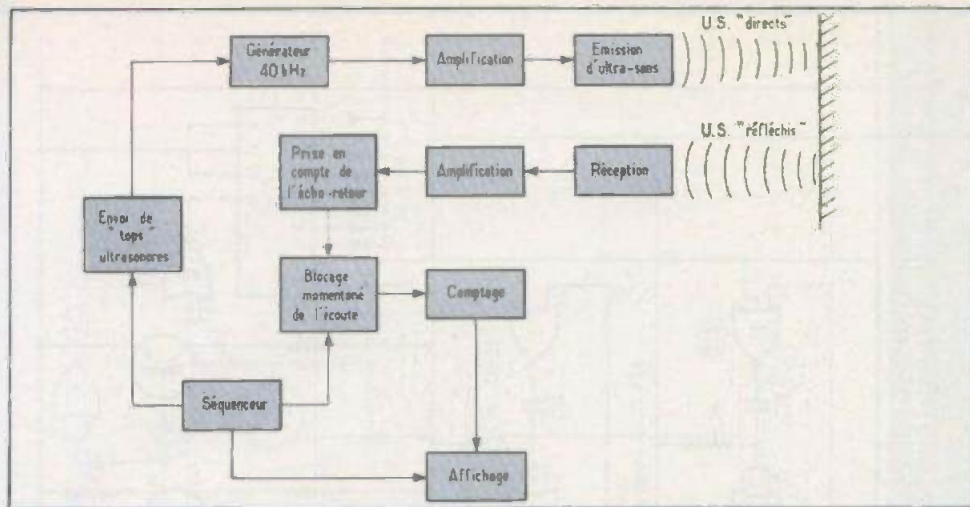 U.S. "directs"
Générateur
40 kHz
Amplification
Emission
d'ultra-sons
U.S. "réfléchis"
Prise en
compte de
l'écho-retour
Amplification
Réception
Envoi de
"tops"
ultrasonores
Blocage
momentané
de l'écoute
Comptage
Séquenceur
Affichage